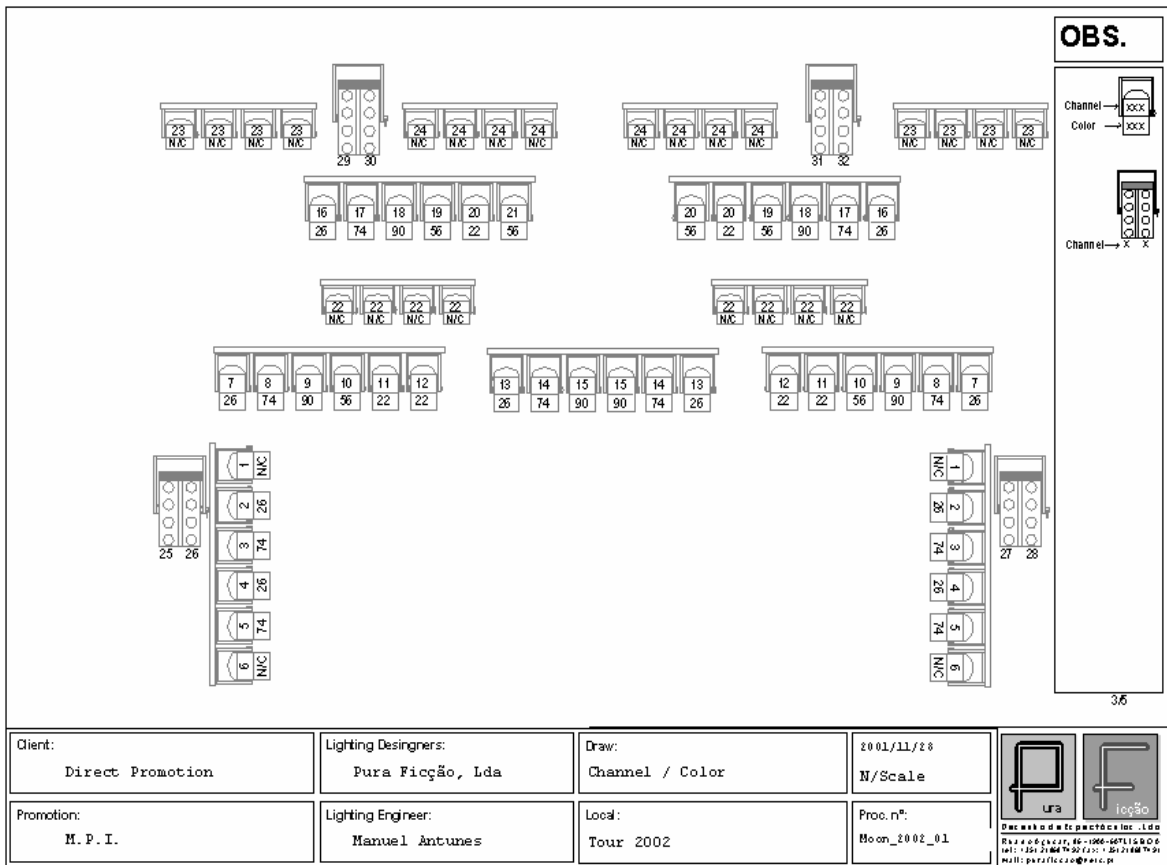 OBS.
Channel XXX
Color XXX
Channel X X
23 23 23 23 24 24 24 24 24 24 24 24 23 23 23 23
N/C N/C N/C N/C N/C N/C N/C N/C N/C N/C N/C N/C N/C N/C N/C N/C
29 30 31 32
16 17 18 19 20 21 20 20 19 18 17 16
26 74 90 56 22 56 56 22 56 90 74 26
22 22 22 22 22 22 22 22
N/C N/C N/C N/C N/C N/C N/C N/C
7 8 9 10 11 12 13 14 15 15 14 13 12 11 10 9 8 7
26 74 90 56 22 22 26 74 90 90 74 26 22 22 56 90 74 26
1 N/C N/C 1
2 26 26 2
3 74 74 3
25 26 27 28
4 26 26 4
5 74 74 5
6 N/C N/C 6
3/5
Client:
Direct Promotion
Lighting Desingners:
Pura Ficção, Lda
Draw:
Channel / Color
2001/11/28
N/Scale
Promotion:
M.P.I.
Lighting Engineer:
Manuel Antunes
Local:
Tour 2002
Proc. nº:
Moon_2002_01
Pura Ficção